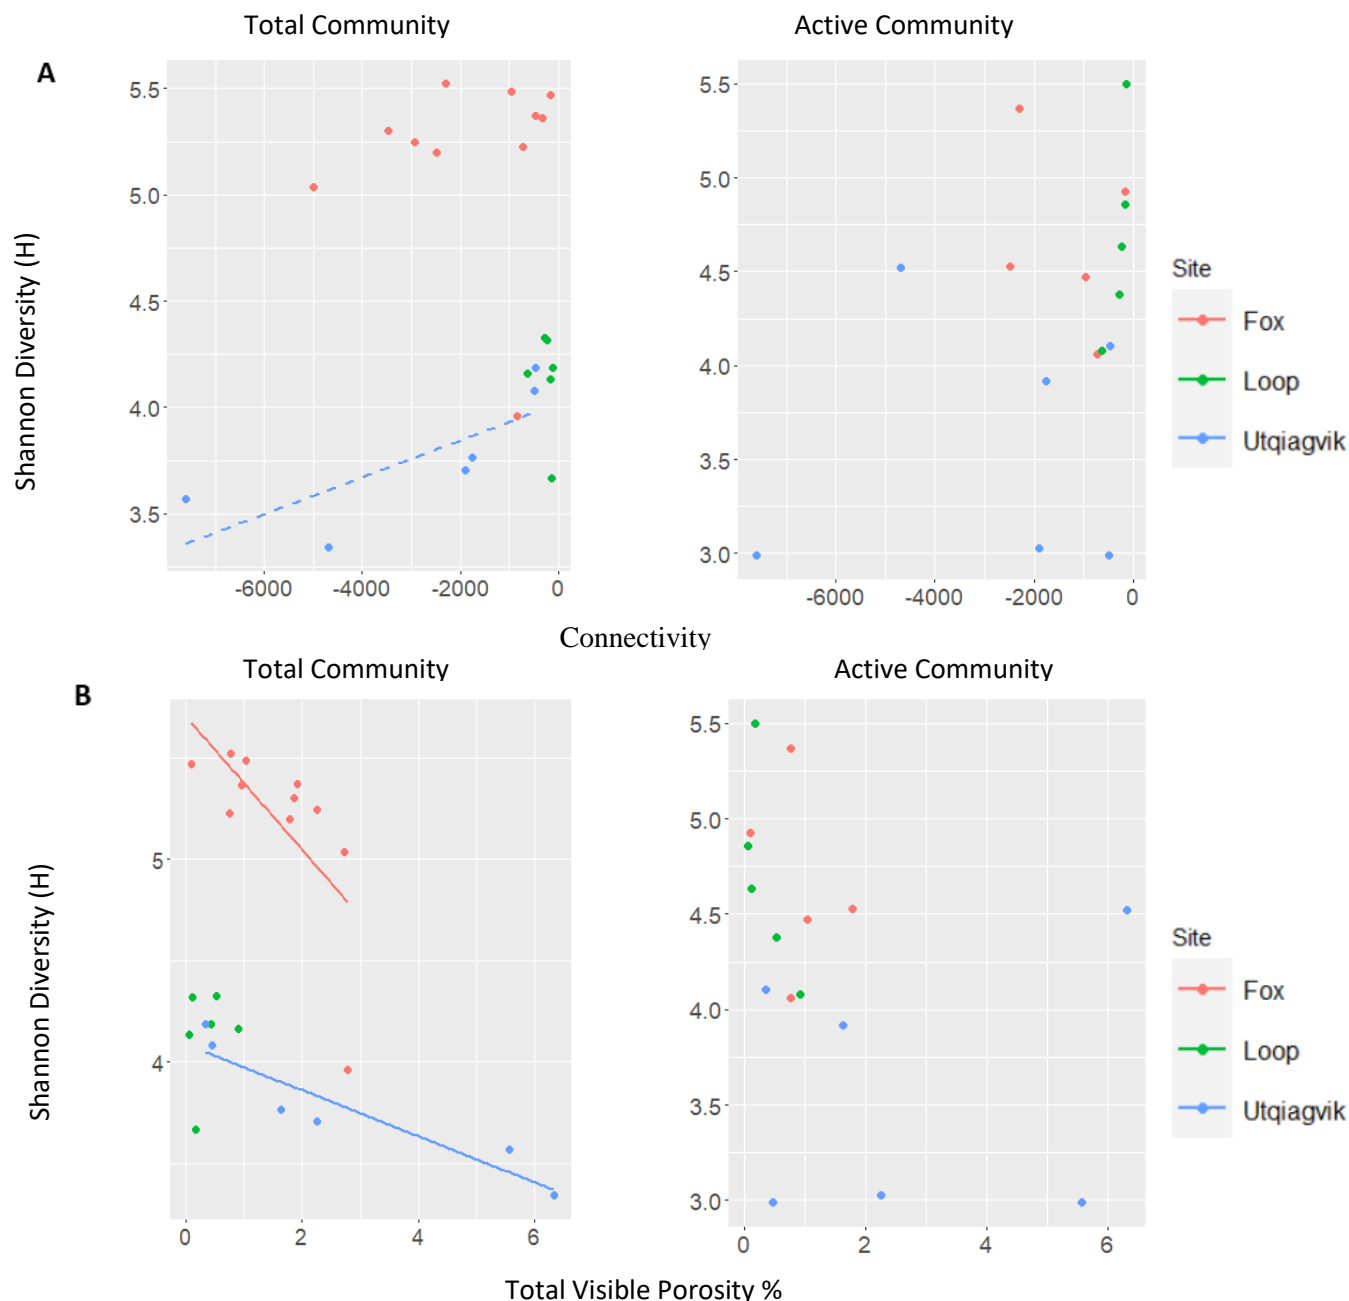 Total Community
Active Community
A
Shannon Diversity (H)
5.5
5.0
4.5
4.0
3.5
-6000 -4000 -2000 0
5.5
5.0
4.5
4.0
3.5
3.0
-6000 -4000 -2000 0
Site
Fox
Loop
Utqiagvik
Connectivity
Total Community
Active Community
B
Shannon Diversity (H)
5
4
0 2 4 6
5.5
5.0
4.5
4.0
3.5
3.0
0 2 4 6
Site
Fox
Loop
Utqiagvik
Total Visible Porosity %